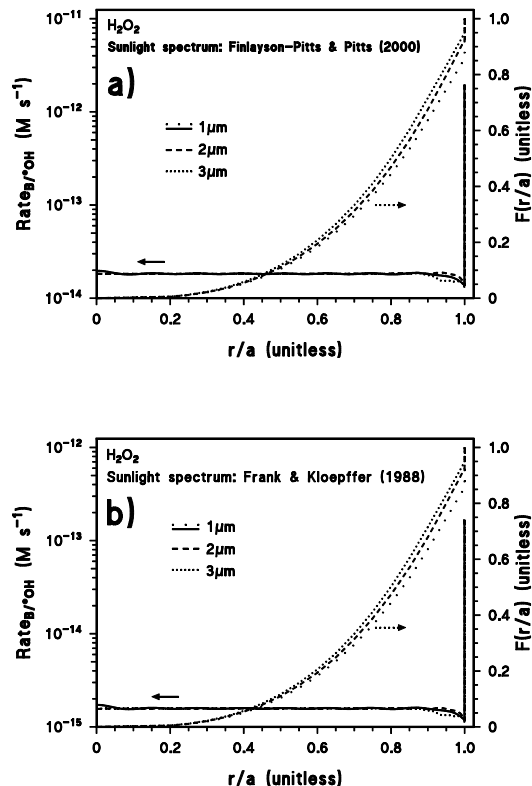 H₂O₂
Sunlight spectrum: Finlayson-Pitts & Pitts (2000)
a)
1µm
2µm
3µm
Rate_B/•OH (M s⁻¹)
10⁻¹¹
10⁻¹²
10⁻¹³
10⁻¹⁴
F(r/a) (unitless)
1.0
0.8
0.6
0.4
0.2
0
0 0.2 0.4 0.6 0.8 1.0
r/a (unitless)
H₂O₂
Sunlight spectrum: Frank & Kloepffer (1988)
b)
1µm
2µm
3µm
Rate_B/•OH (M s⁻¹)
10⁻¹²
10⁻¹³
10⁻¹⁴
10⁻¹⁵
F(r/a) (unitless)
1.0
0.8
0.6
0.4
0.2
0
0 0.2 0.4 0.6 0.8 1.0
r/a (unitless)